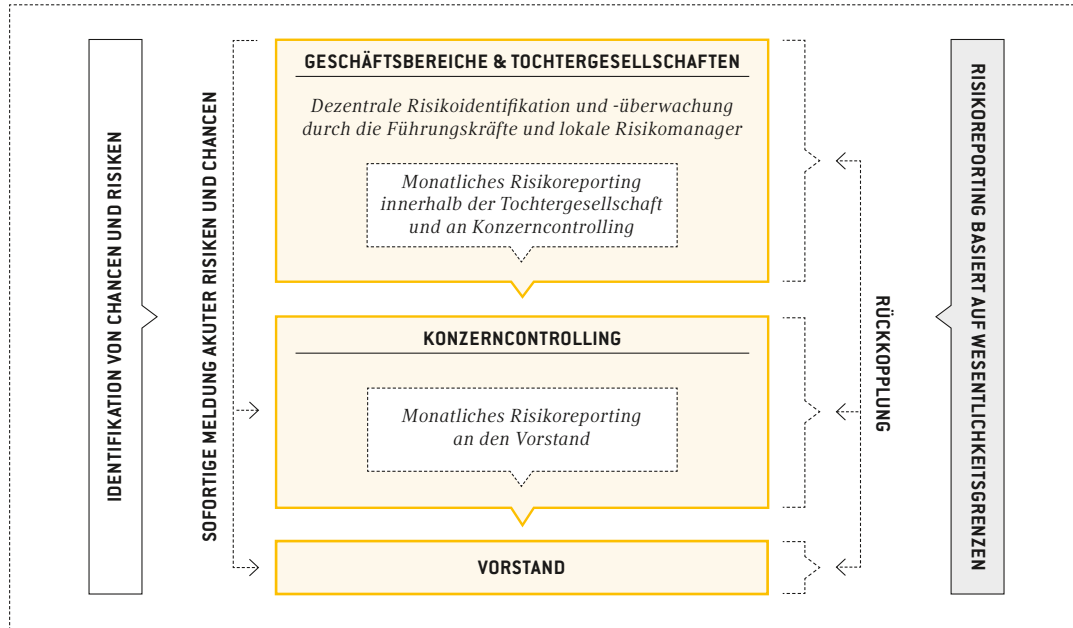 IDENTIFIKATION VON CHANCEN UND RISIKEN
SOFORTIGE MELDUNG AKUTER RISIKEN UND CHANCEN
GESCHÄFTSBEREICHE & TOCHTERGESELLSCHAFTEN
Dezentrale Risikoidentifikation und -überwachung
durch die Führungskräfte und lokale Risikomanager
Monatliches Risikoreporting
innerhalb der Tochtergesellschaft
und an Konzerncontrolling
KONZERNCONTROLLING
Monatliches Risikoreporting
an den Vorstand
VORSTAND
RÜCKKOPPLUNG
RISIKOREPORTING BASIERT AUF WESENTLICHKEITSGRENZEN